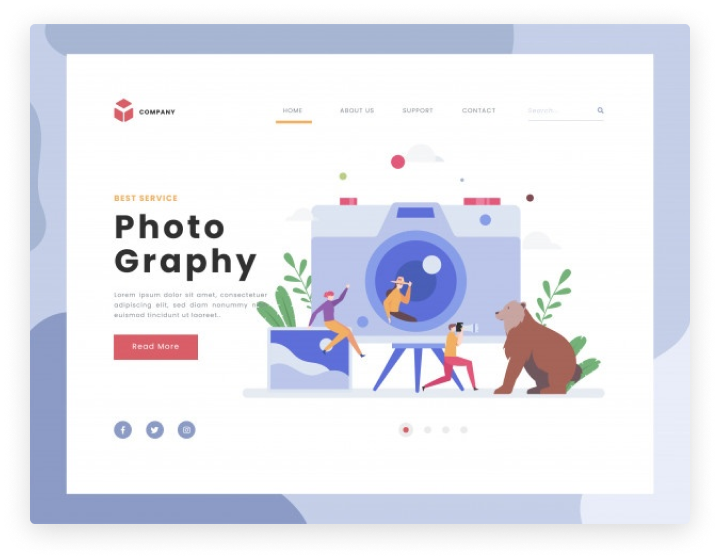 COMPANY
HOME ABOUT US SUPPORT CONTACT Search...
BEST SERVICE
Photo
Graphy
Lorem ipsum dolor sit amet, consectetuer
adipiscing elit, sed diam nonummy
euismod tincidunt ut laoreet..
Read More